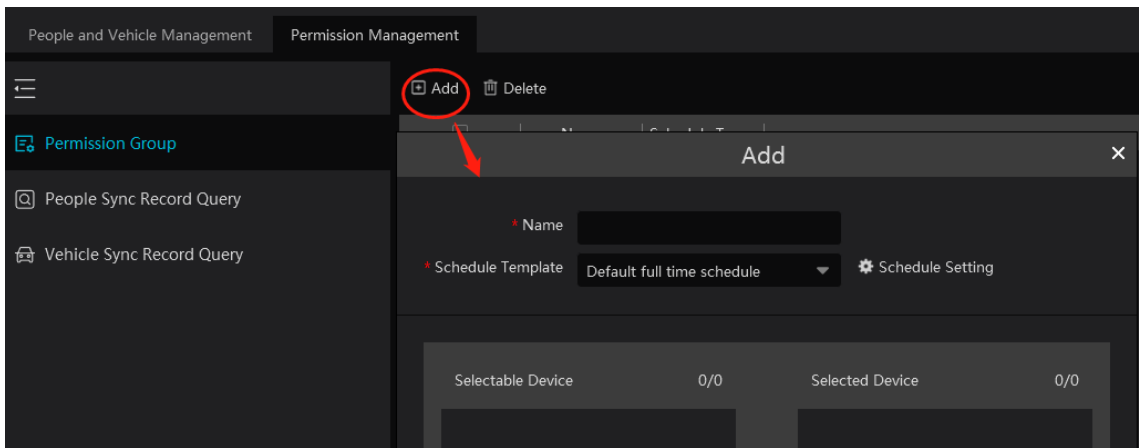 People and Vehicle Management Permission Management
Add Delete
Permission Group
Add
* Name
People Sync Record Query
* Schedule Template Default full time schedule Schedule Setting
Vehicle Sync Record Query
Selectable Device 0/0 Selected Device 0/0